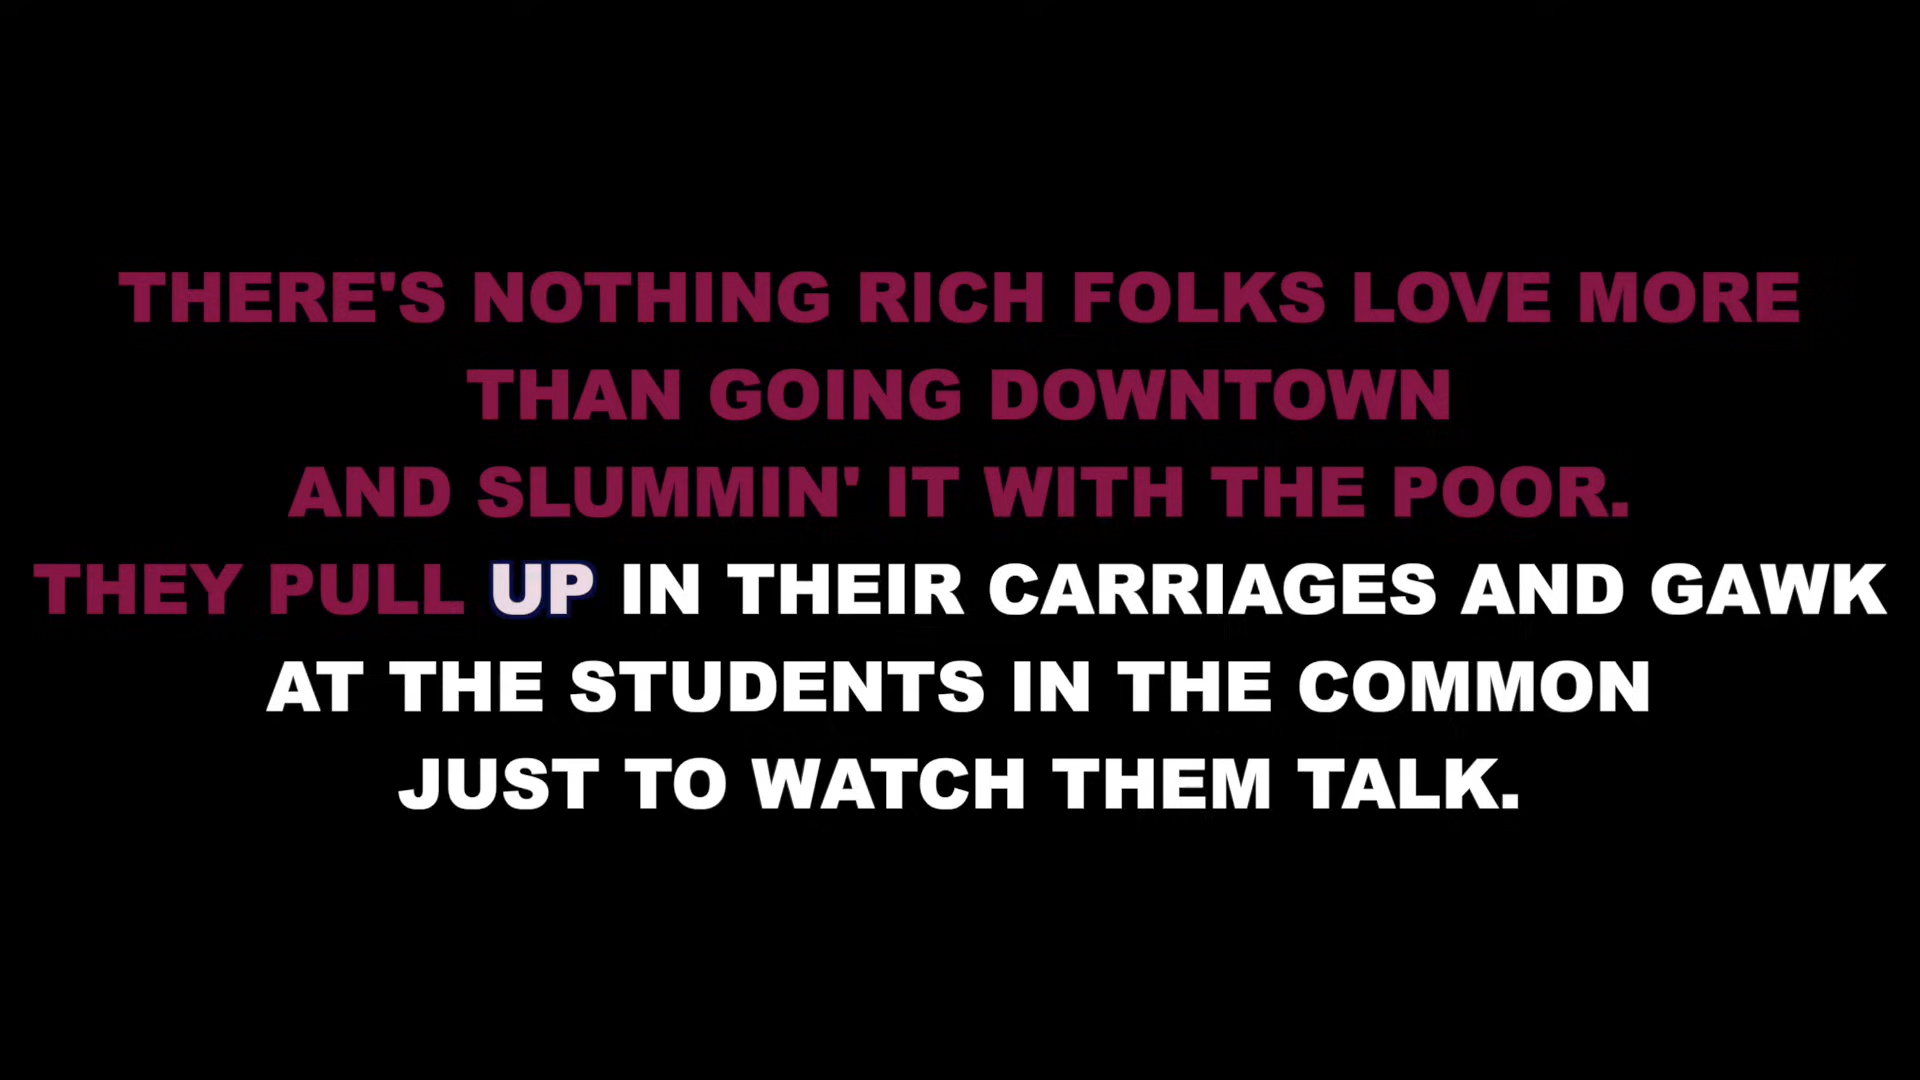 THERE'S NOTHING RICH FOLKS LOVE MORE
THAN GOING DOWNTOWN
AND SLUMMIN' IT WITH THE POOR.
THEY PULL UP IN THEIR CARRIAGES AND GAWK
AT THE STUDENTS IN THE COMMON
JUST TO WATCH THEM TALK.